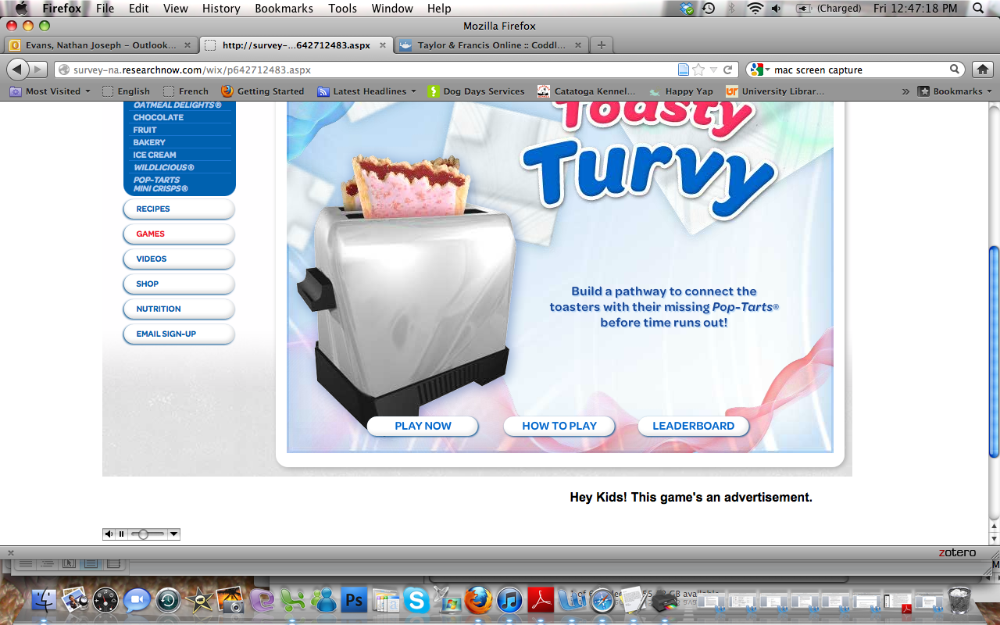 Firefox File Edit View History Bookmarks Tools Window Help (Charged) Fri 12:47:18 PM
Mozilla Firefox
Evans, Nathan Joseph – Outlook... http://survey-...642712483.aspx Taylor & Francis Online :: Coddl...
survey-na.researchnow.com/wix/p642712483.aspx mac screen capture
Most Visited English French Getting Started Latest Headlines Dog Days Services Catatoga Kennel... Happy Yap University Librar... » Bookmarks
OATMEAL DELIGHTS®
CHOCOLATE
FRUIT
BAKERY
ICE CREAM
WILDLICIOUS®
POP-TARTS
MINI CRISPS®
RECIPES
GAMES
VIDEOS
SHOP
NUTRITION
EMAIL SIGN-UP
Toasty
Turvy
Build a pathway to connect the
toasters with their missing Pop-Tarts®
before time runs out!
PLAY NOW HOW TO PLAY LEADERBOARD
Hey Kids! This game's an advertisement.
zotero
Ps